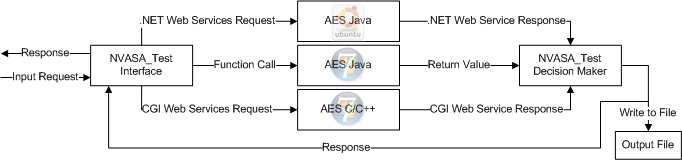 .NET Web Services Request
AES Java
ubuntu
.NET Web Service Response
Response
NVASA_Test
Interface
Input Request
Function Call
AES Java
7
Return Value
NVASA_Test
Decision Maker
CGI Web Services Request
AES C/C++
7
CGI Web Service Response
Write to File
Response
Output File